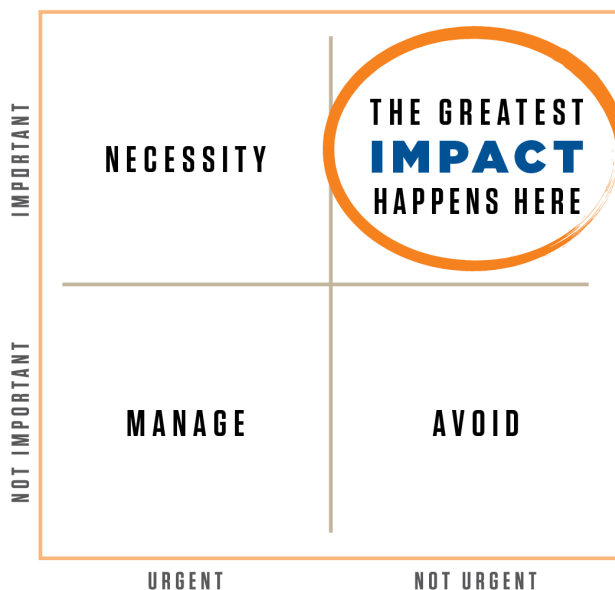 IMPORTANT
NECESSITY
THE GREATEST
IMPACT
HAPPENS HERE
NOT IMPORTANT
MANAGE
AVOID
URGENT
NOT URGENT